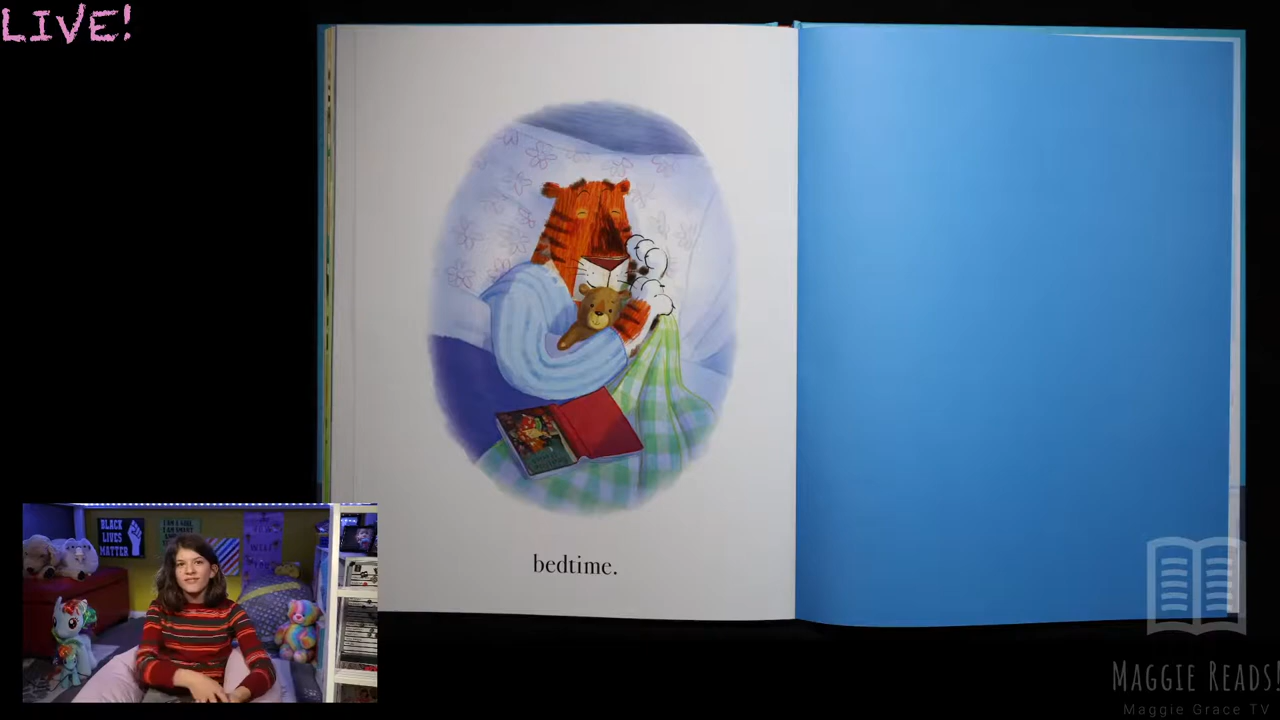 LIVE!
bedtime.
BLACK
LIVES
MATTER
MAGGIE READS!
Maggie Grace TV